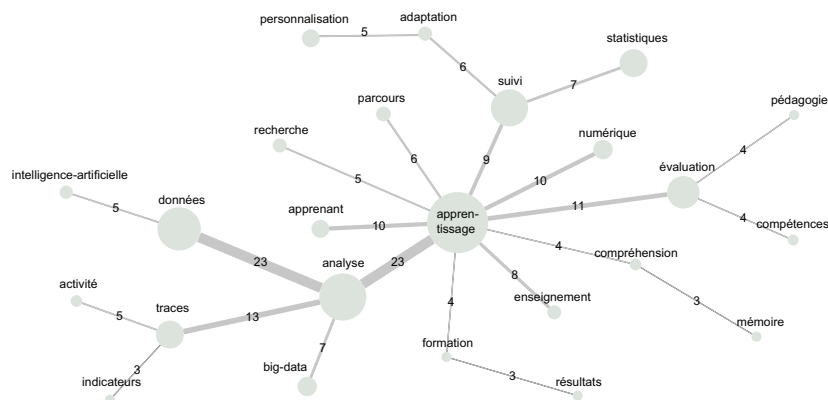 personnalisation
5
adaptation
6
suivi
7
statistiques
parcours
6
recherche
5
9
numérique
10
pédagogie
4
évaluation
11
4
compétences
intelligence-artificielle
5
données
23
apprenant
10
appren-
tissage
analyse
23
4
compréhension
3
mémoire
8
enseignement
activité
5
traces
13
3
indicateurs
7
big-data
4
formation
3
résultats